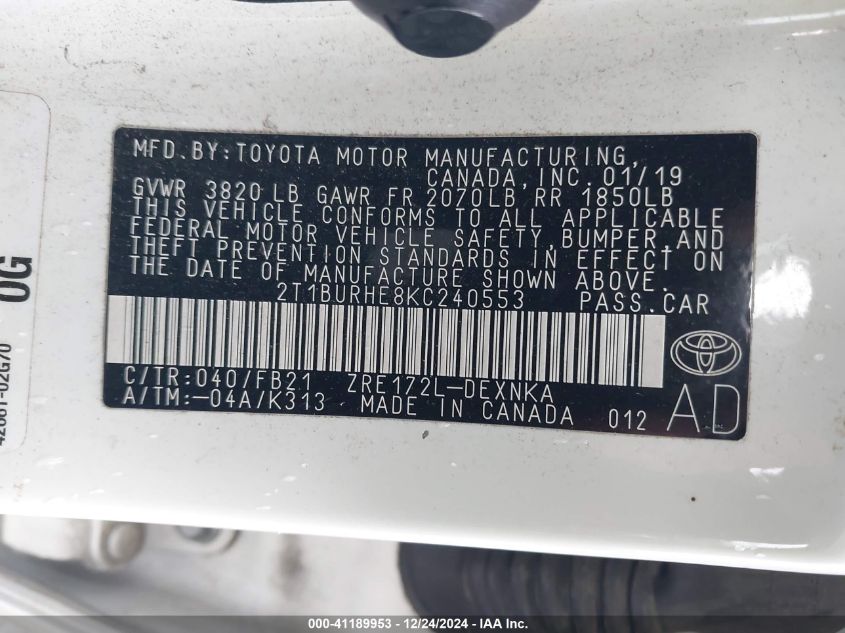 MFD.BY:TOYOTA MOTOR MANUFACTURING,
CANADA, INC. 01/19
GVWR 3820 LB GAWR FR 2070LB, RR 1850LB
THIS VEHICLE CONFORMS TO ALL APPLICABLE
FEDERAL MOTOR VEHICLE SAFETY, BUMPER, AND
THEFT PREVENTION STANDARDS IN EFFECT ON
THE DATE OF MANUFACTURE SHOWN ABOVE.
2T1BURHE8KC240553 PASS.CAR
C/TR:040/FB21 ZRE172L-DEXNKA
A/TM:-04A/K313 MADE IN CANADA 012
AD
0G
000-41189953 - 12/24/2024 - IAA Inc.